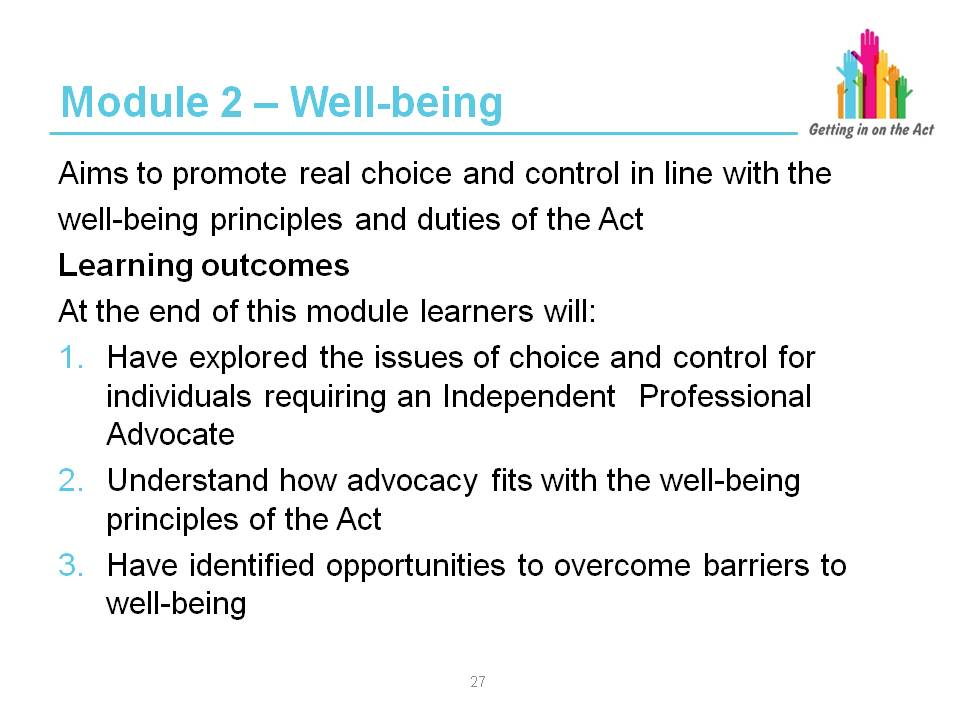 Module 2 – Well-being
Getting in on the Act
Aims to promote real choice and control in line with the
well-being principles and duties of the Act
Learning outcomes
At the end of this module learners will:
1. Have explored the issues of choice and control for
individuals requiring an Independent  Professional
Advocate
2. Understand how advocacy fits with the well-being
principles of the Act
3. Have identified opportunities to overcome barriers to
well-being
27